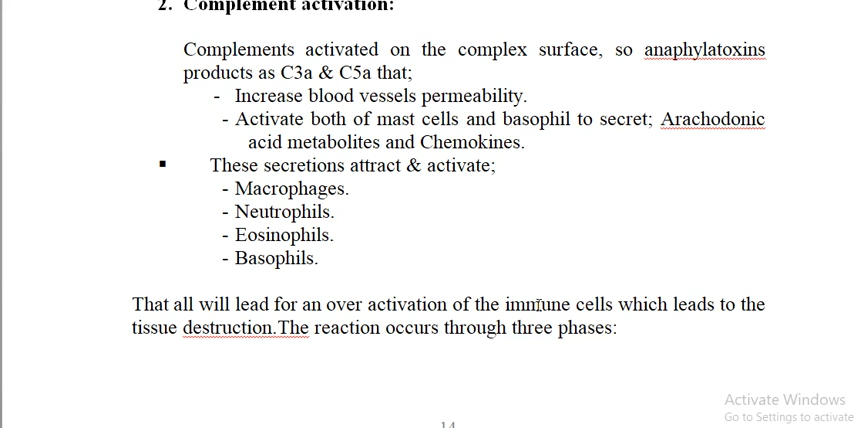 2. Complement activation:
Complements activated on the complex surface, so anaphylatoxins
products as C3a & C5a that;
- Increase blood vessels permeability.
- Activate both of mast cells and basophil to secret; Arachodonic
acid metabolites and Chemokines.
▪ These secretions attract & activate;
- Macrophages.
- Neutrophils.
- Eosinophils.
- Basophils.
That all will lead for an over activation of the immune cells which leads to the
tissue destruction.The reaction occurs through three phases:
14
Activate Windows
Go to Settings to activate